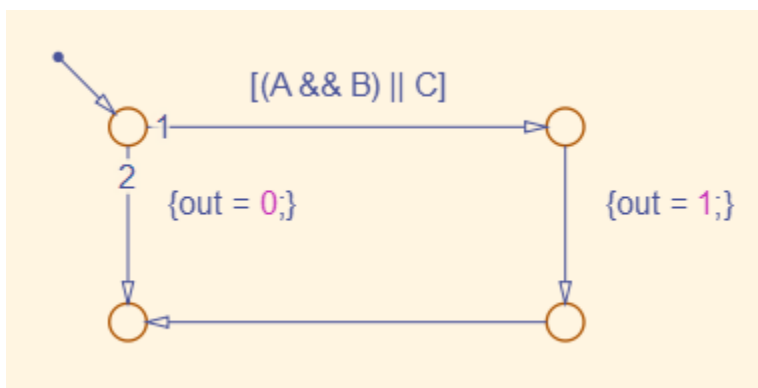 [(A && B) || C]
1
2
{out = 0;}
{out = 1;}